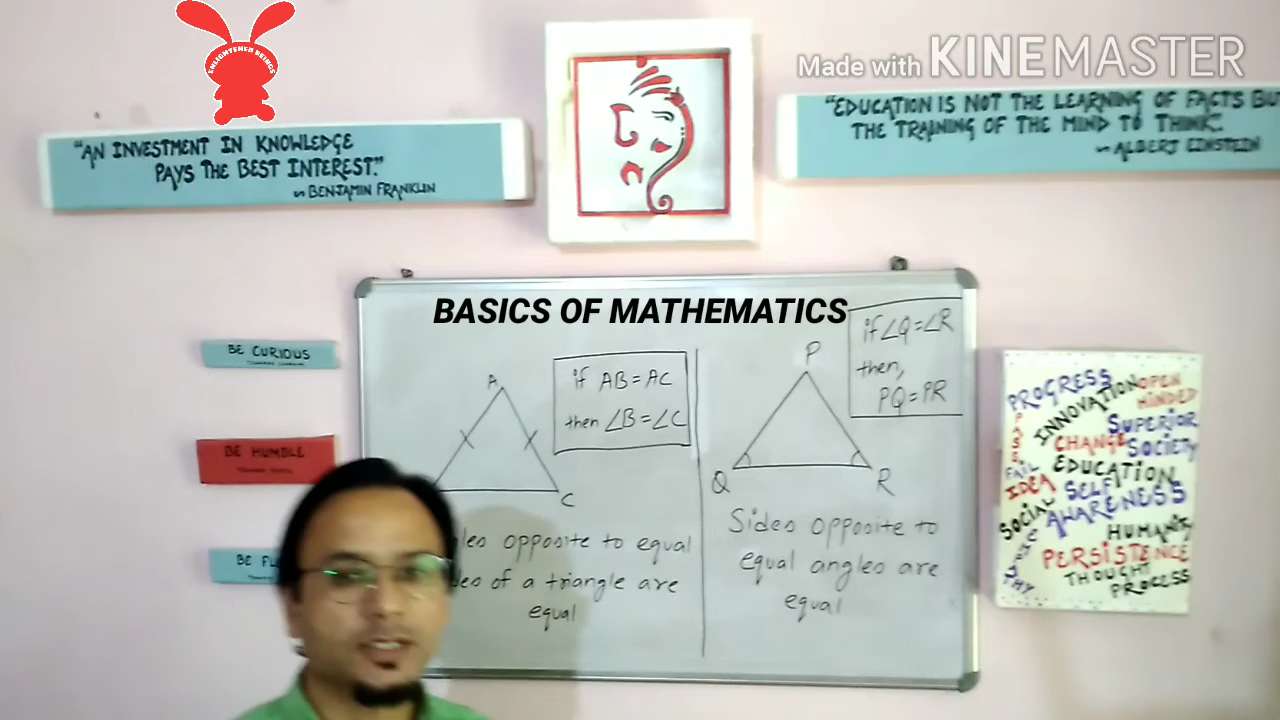 ENLIGHTENED BEINGS
Made with KINEMASTER
"AN INVESTMENT IN KNOWLEDGE
PAYS THE BEST INTEREST."
~ BENJAMIN FRANKLIN
"EDUCATION IS NOT THE LEARNING OF FACTS BU
THE TRAINING OF THE MIND TO THINK".
~ ALBERT EINSTEIN
BE CURIOUS
BE HUMBLE
BE FL
BASICS OF MATHEMATICS
A
C
if AB=AC
then ∠B=∠C
les opposite to equal
des of a triangle are
equal
if ∠Q=∠R
then,
PQ=PR
P
Q
R
Sides opposite to
equal angles are
equal
PROGRESS
INNOVATION
OPEN
MINDED
SUPERIOR
SOCIETY
CHANGE
EDUCATION
FAIL
IDEA
SELF
AWARENESS
SOCIAL
HUMANITY
PERSISTENCE
THOUGHT
PROCESS